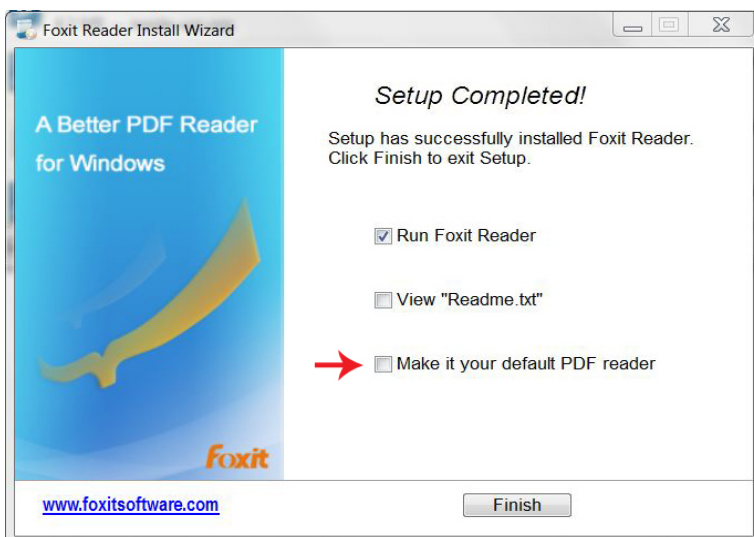 Foxit Reader Install Wizard
A Better PDF Reader
for Windows
Setup Completed!
Setup has successfully installed Foxit Reader.
Click Finish to exit Setup.
Run Foxit Reader
View "Readme.txt"
Make it your default PDF reader
Foxit
www.foxitsoftware.com
Finish